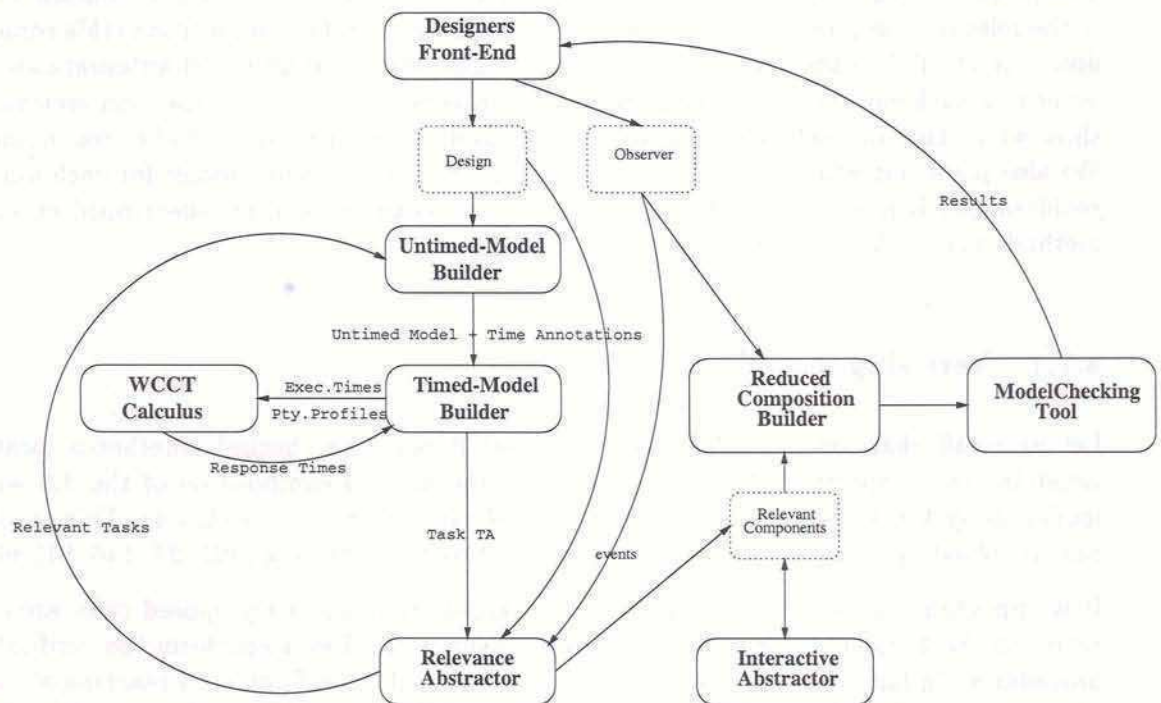 Designers
Front-End
Design
Observer
Results
Untimed-Model
Builder
Untimed Model + Time Annotations
WCCT
Calculus
Exec.Times
Pty.Profiles
Timed-Model
Builder
Reduced
Composition
Builder
ModelChecking
Tool
Response Times
Relevant Tasks
Task TA
events
Relevant
Components
Relevance
Abstractor
Interactive
Abstractor